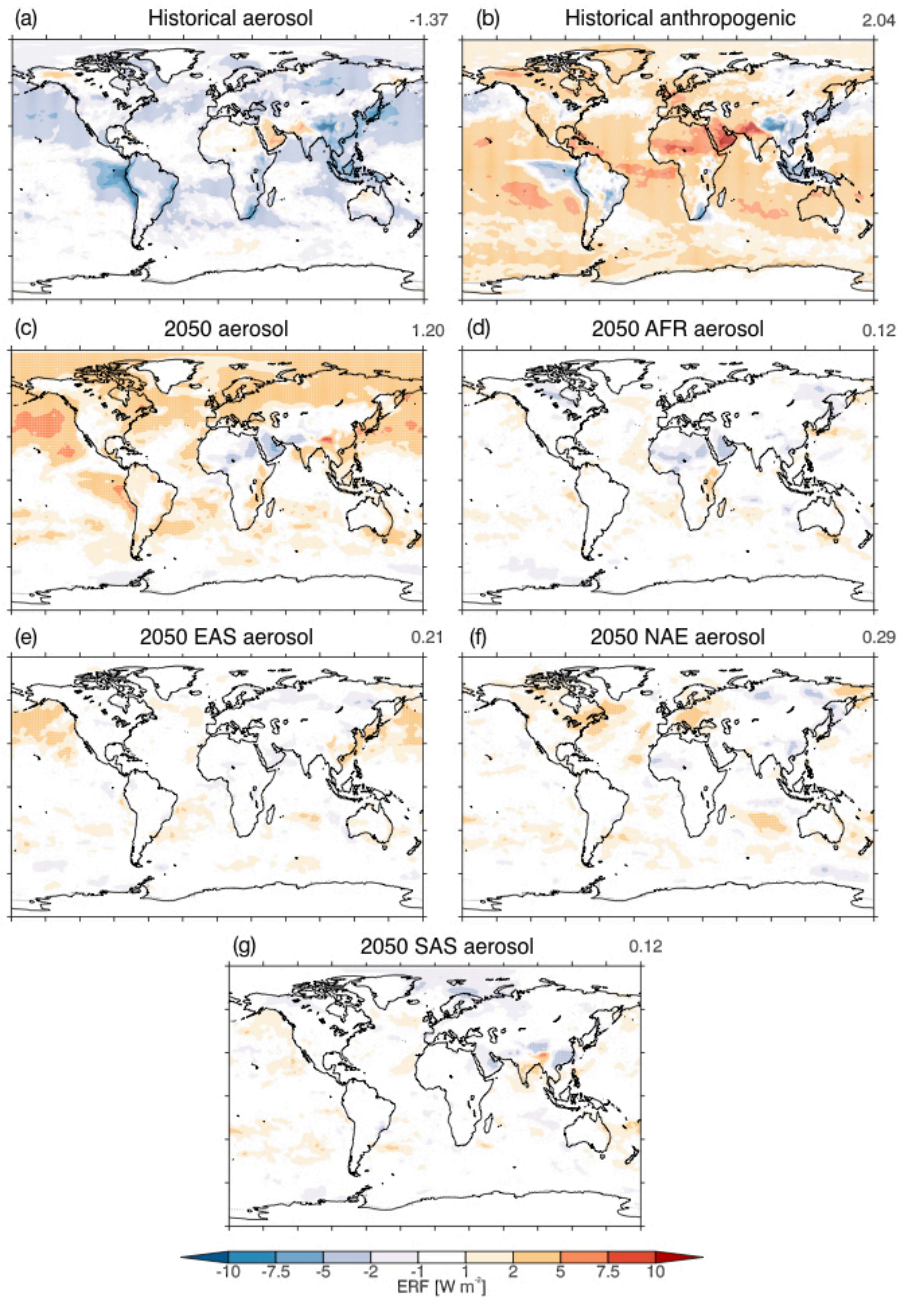 (a) Historical aerosol -1.37
(b) Historical anthropogenic 2.04
(c) 2050 aerosol 1.20
(d) 2050 AFR aerosol 0.12
(e) 2050 EAS aerosol 0.21
(f) 2050 NAE aerosol 0.29
(g) 2050 SAS aerosol 0.12
-10 -7.5 -5 -2 -1 1 2 5 7.5 10
ERF [W m⁻²]